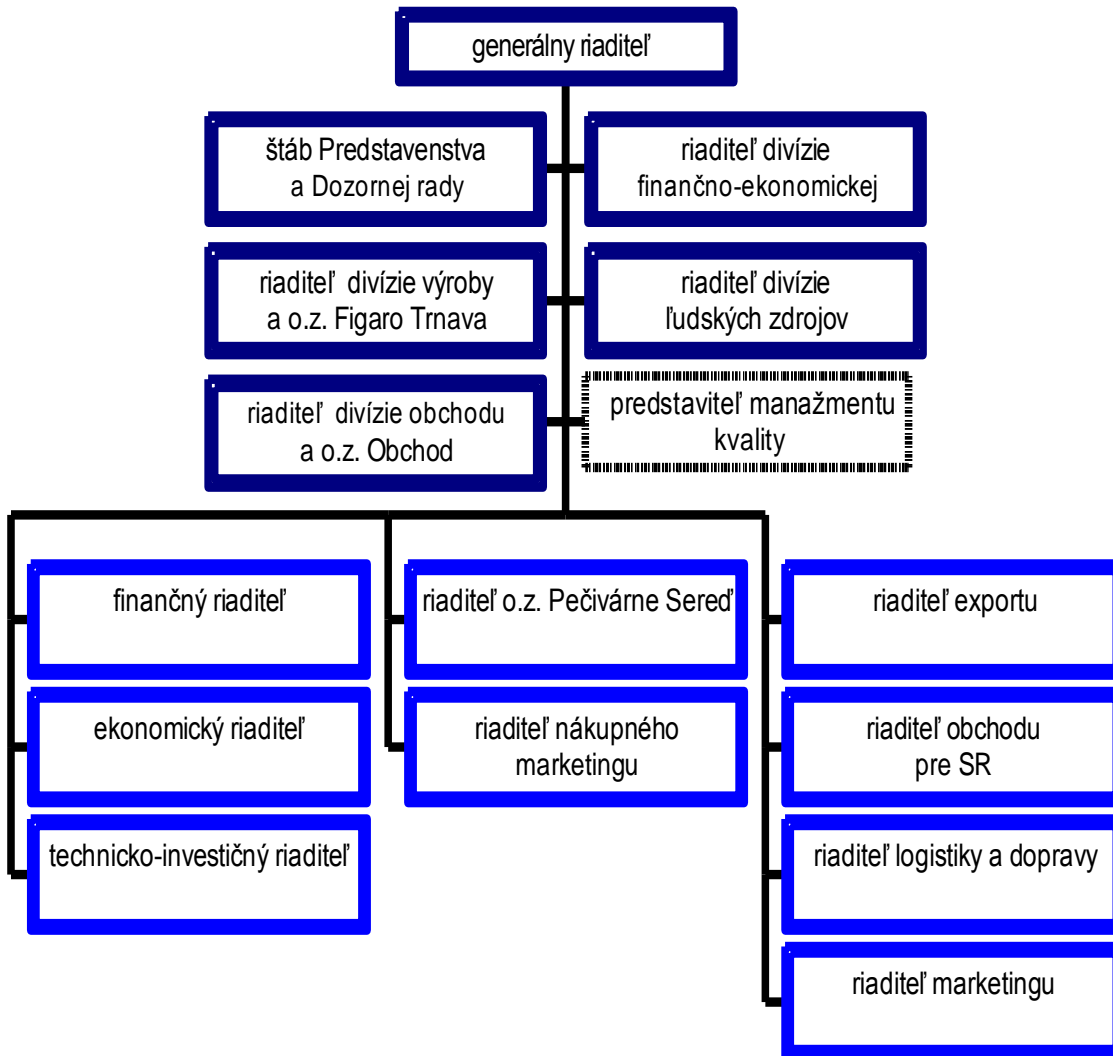 generálny riaditeľ
štáb Predstavenstva
a Dozornej rady
riaditeľ divízie
finančno-ekonomickej
riaditeľ divízie výroby
a o.z. Figaro Trnava
riaditeľ divízie
ľudských zdrojov
riaditeľ divízie obchodu
a o.z. Obchod
predstaviteľ manažmentu
kvality
finančný riaditeľ
ekonomický riaditeľ
technicko-investičný riaditeľ
riaditeľ o.z. Pečivárne Sereď
riaditeľ nákupného
marketingu
riaditeľ exportu
riaditeľ obchodu
pre SR
riaditeľ logistiky a dopravy
riaditeľ marketingu